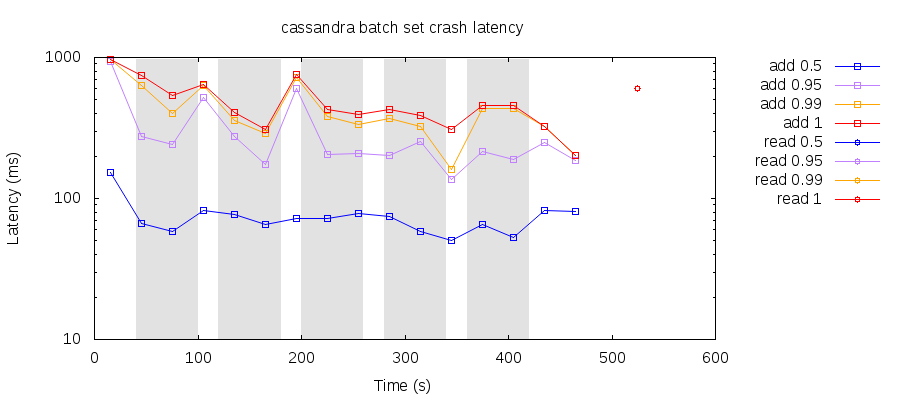 cassandra batch set crash latency
1000
100
10
Latency (ms)
0 100 200 300 400 500 600
Time (s)
add 0.5
add 0.95
add 0.99
add 1
read 0.5
read 0.95
read 0.99
read 1